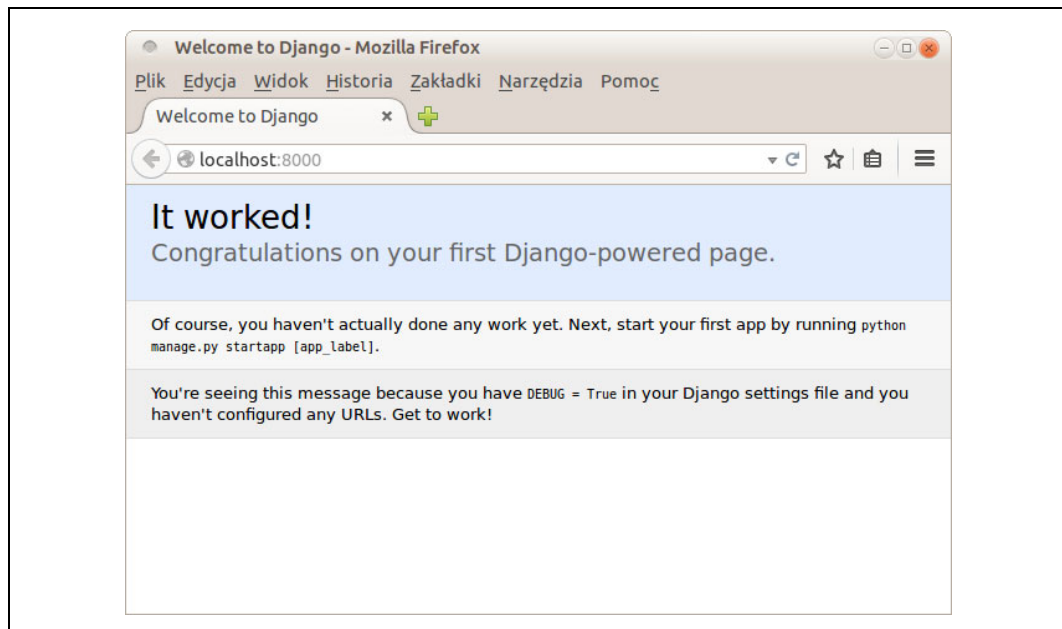 Welcome to Django - Mozilla Firefox
Plik Edycja Widok Historia Zakładki Narzędzia Pomoc
Welcome to Django
localhost:8000
It worked!
Congratulations on your first Django-powered page.
Of course, you haven't actually done any work yet. Next, start your first app by running python
manage.py startapp [app_label].
You're seeing this message because you have DEBUG = True in your Django settings file and you
haven't configured any URLs. Get to work!